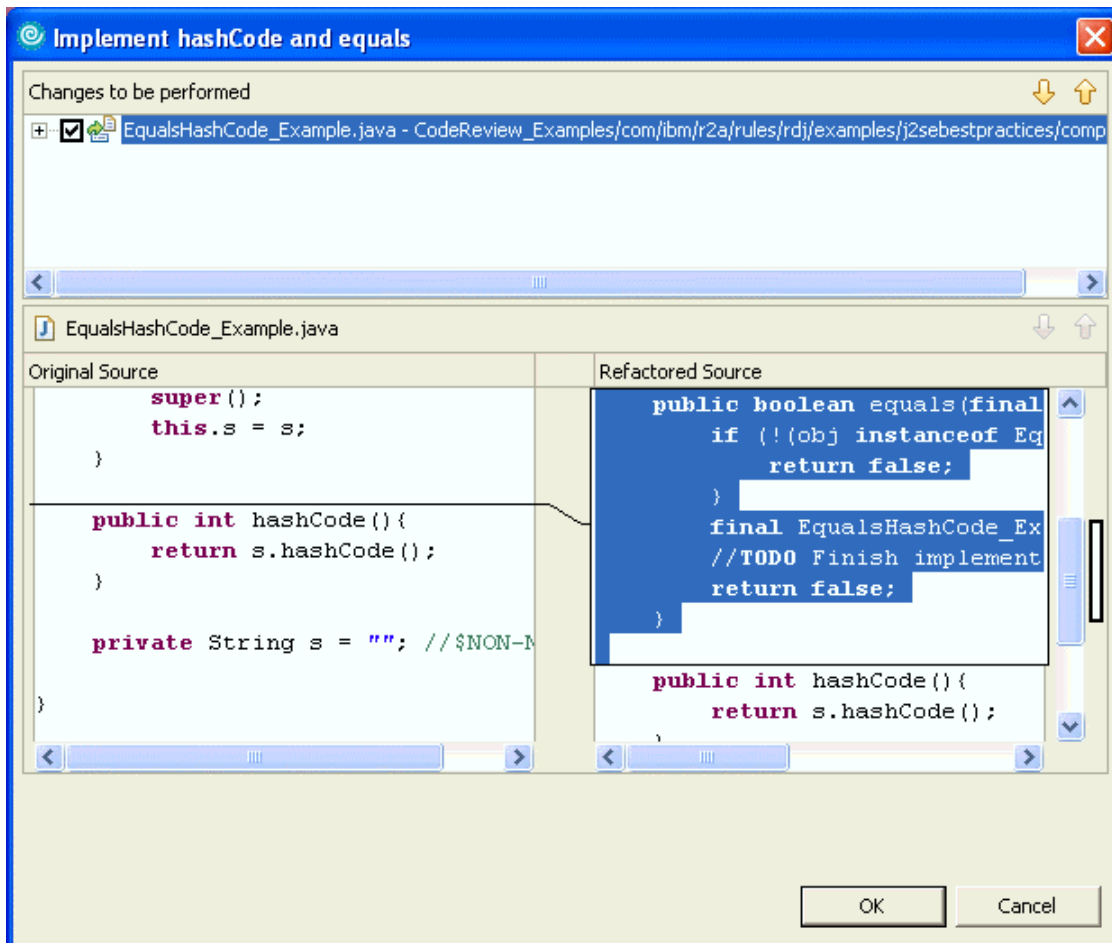 Implement hashCode and equals
Changes to be performed
EqualsHashCode_Example.java - CodeReview_Examples/com/ibm/r2a/rules/rdj/examples/j2sebestpractices/comp
EqualsHashCode_Example.java
Original Source
super();
this.s = s;
}
public int hashCode(){
return s.hashCode();
}
private String s = ""; //$NON-N
}
Refactored Source
public boolean equals(final
if (!(obj instanceof Eq
return false;
}
final EqualsHashCode_Ex
//TODO Finish implement
return false;
}
public int hashCode(){
return s.hashCode();
OK
Cancel